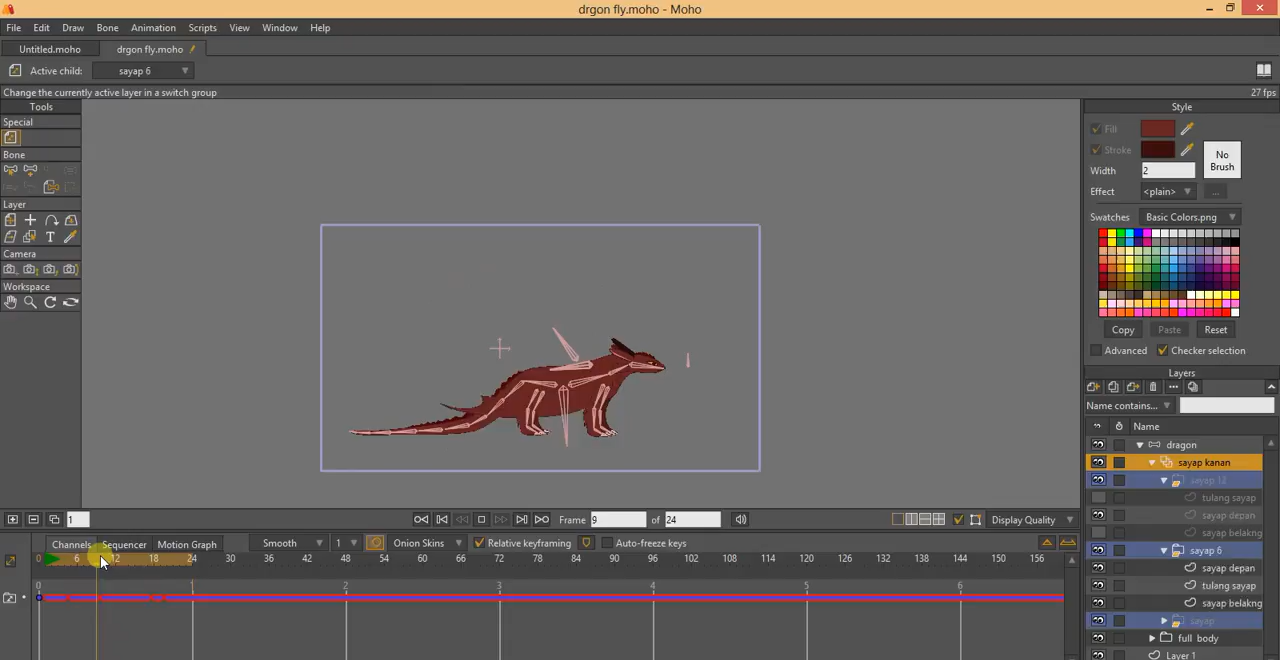 drgon fly.moho - Moho
File Edit Draw Bone Animation Scripts View Window Help
Untitled.moho drgon fly.moho
Active child: sayap 6
Change the currently active layer in a switch group 27 fps
Tools Style
Special
Fill
Bone
Stroke
No Brush
Width 2
Effect <plain> ...
Layer
Swatches Basic Colors.png
Camera
Workspace
Copy Paste Reset
Advanced Checker selection
Layers
Name contains...
Name
dragon
sayap kanan
sayap 12
tulang sayap
sayap depan
sayap belakng
sayap 6
sayap depan
tulang sayap
sayap belakng
sayap
full body
Layer 1
1 Frame 9 of 24 Display Quality
Channels Sequencer Motion Graph Smooth 1 Onion Skins Relative keyframing Auto-freeze keys
0 6 12 18 24 30 36 42 48 54 60 66 72 78 84 90 96 102 108 114 120 126 132 138 144 150 156
0 1 2 3 4 5 6